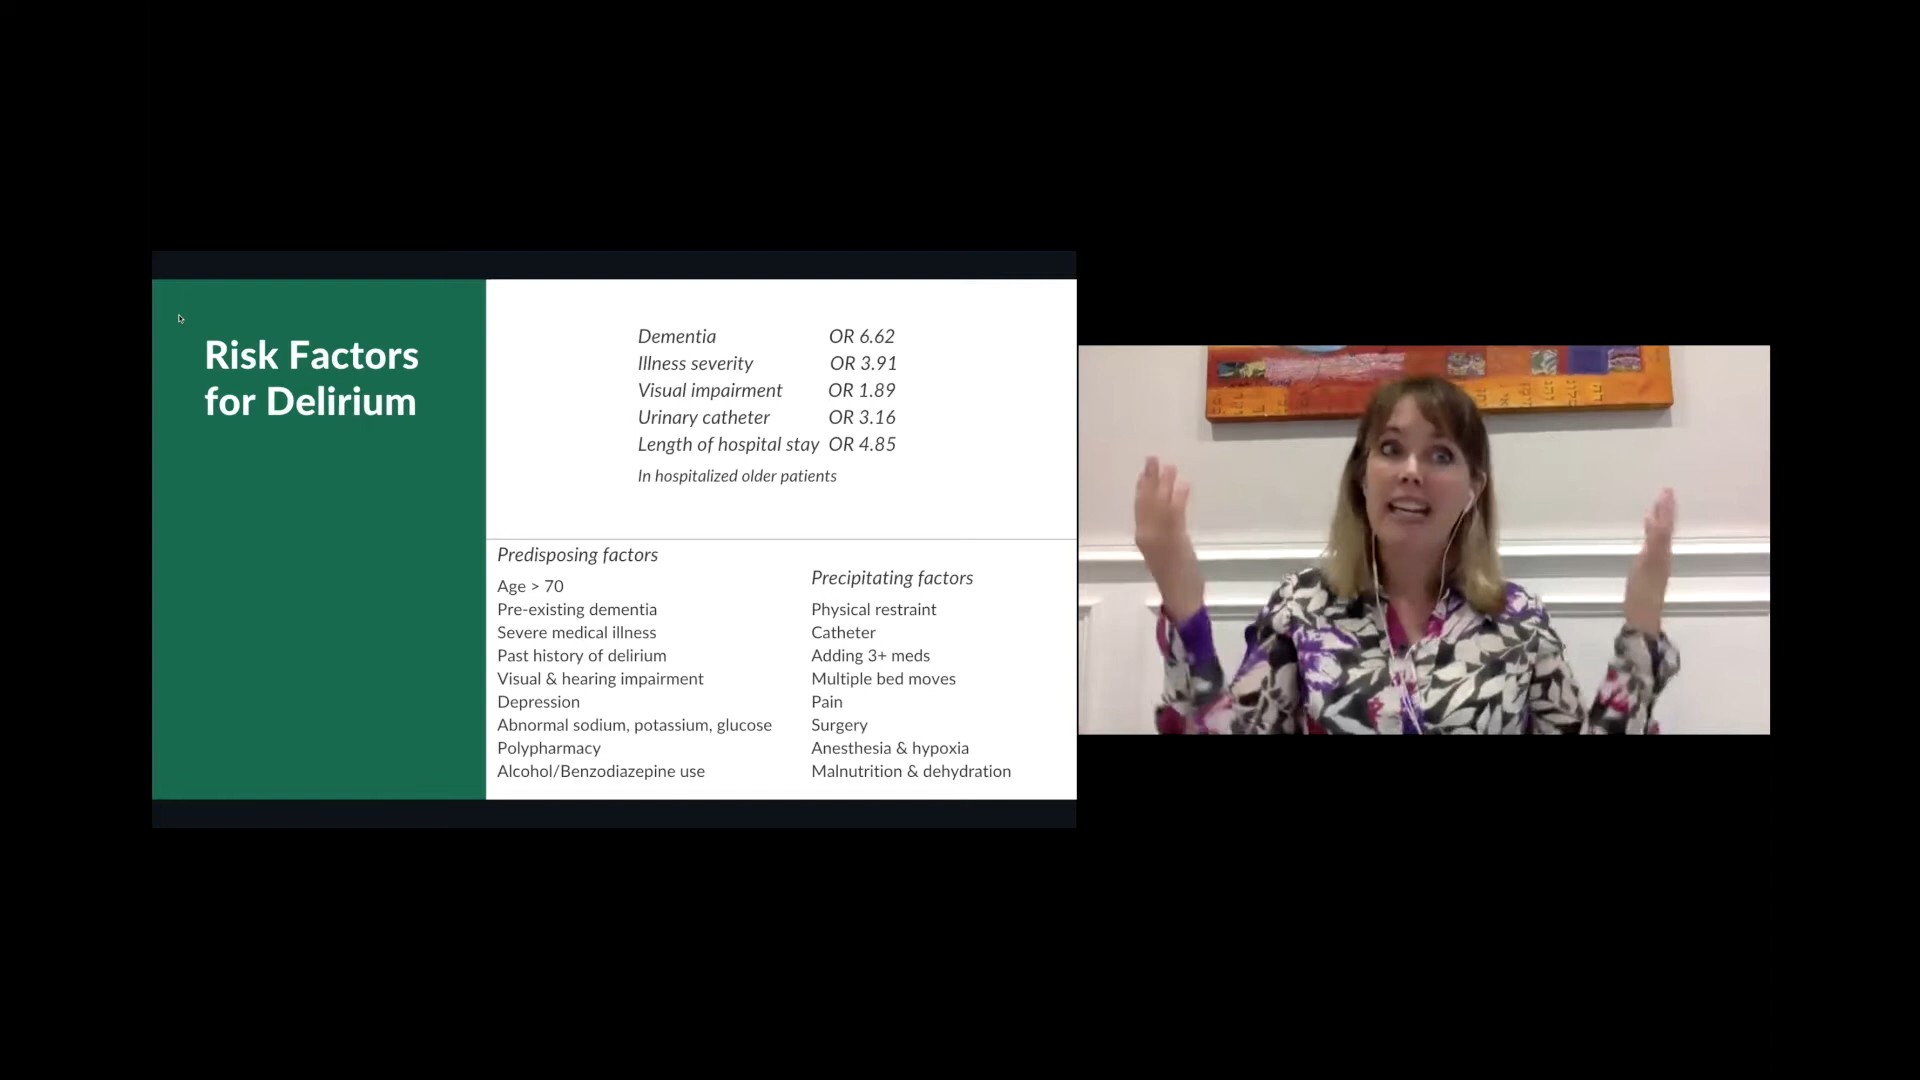 Risk Factors
for Delirium
Dementia OR 6.62
Illness severity OR 3.91
Visual impairment OR 1.89
Urinary catheter OR 3.16
Length of hospital stay OR 4.85
In hospitalized older patients
Predisposing factors
Age > 70
Pre-existing dementia
Severe medical illness
Past history of delirium
Visual & hearing impairment
Depression
Abnormal sodium, potassium, glucose
Polypharmacy
Alcohol/Benzodiazepine use
Precipitating factors
Physical restraint
Catheter
Adding 3+ meds
Multiple bed moves
Pain
Surgery
Anesthesia & hypoxia
Malnutrition & dehydration